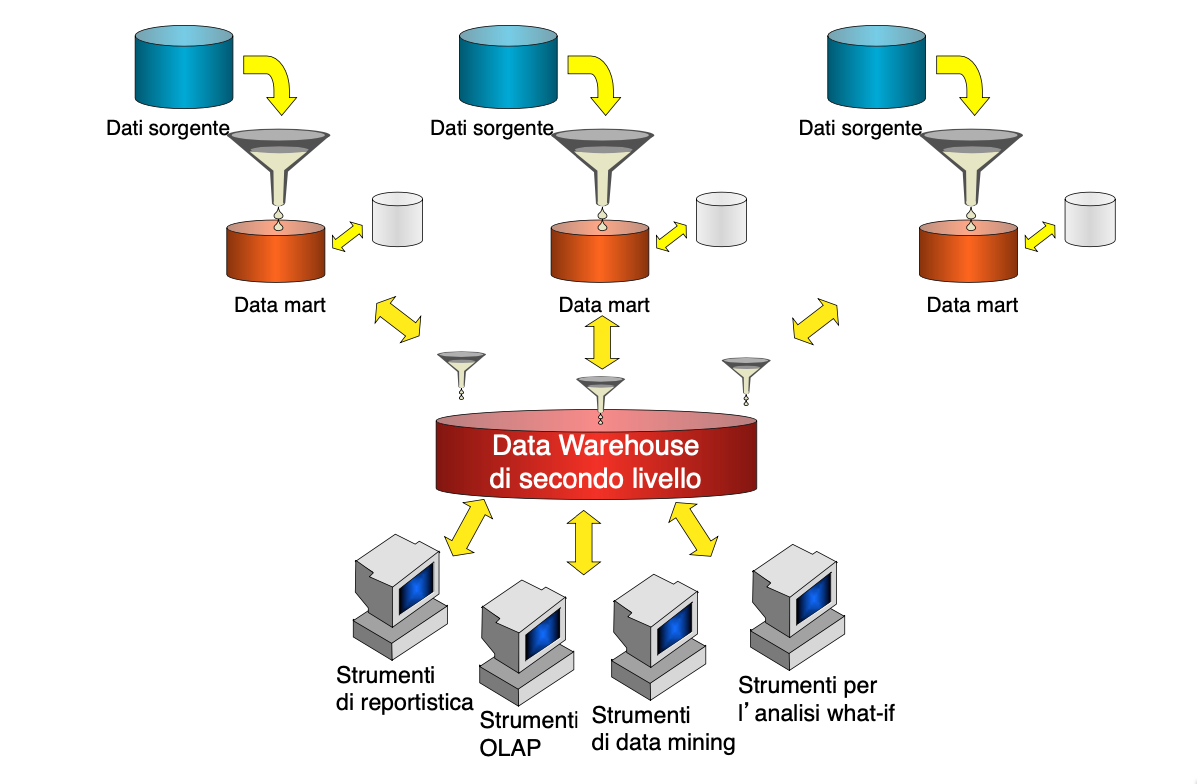 Dati sorgente
Dati sorgente
Dati sorgente
Data mart
Data mart
Data mart
Data Warehouse
di secondo livello
Strumenti
di reportistica
Strumenti
OLAP
Strumenti
di data mining
Strumenti per
l’analisi what-if